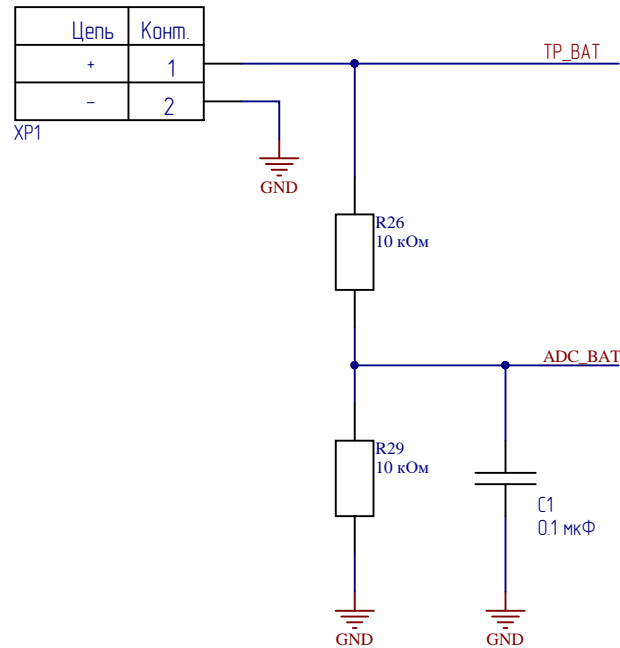 Цепь Конт.
+ 1
- 2
XP1
TP_BAT
GND
R26
10 кОм
ADC_BAT
R29
10 кОм
C1
0.1 мкФ
GND
GND